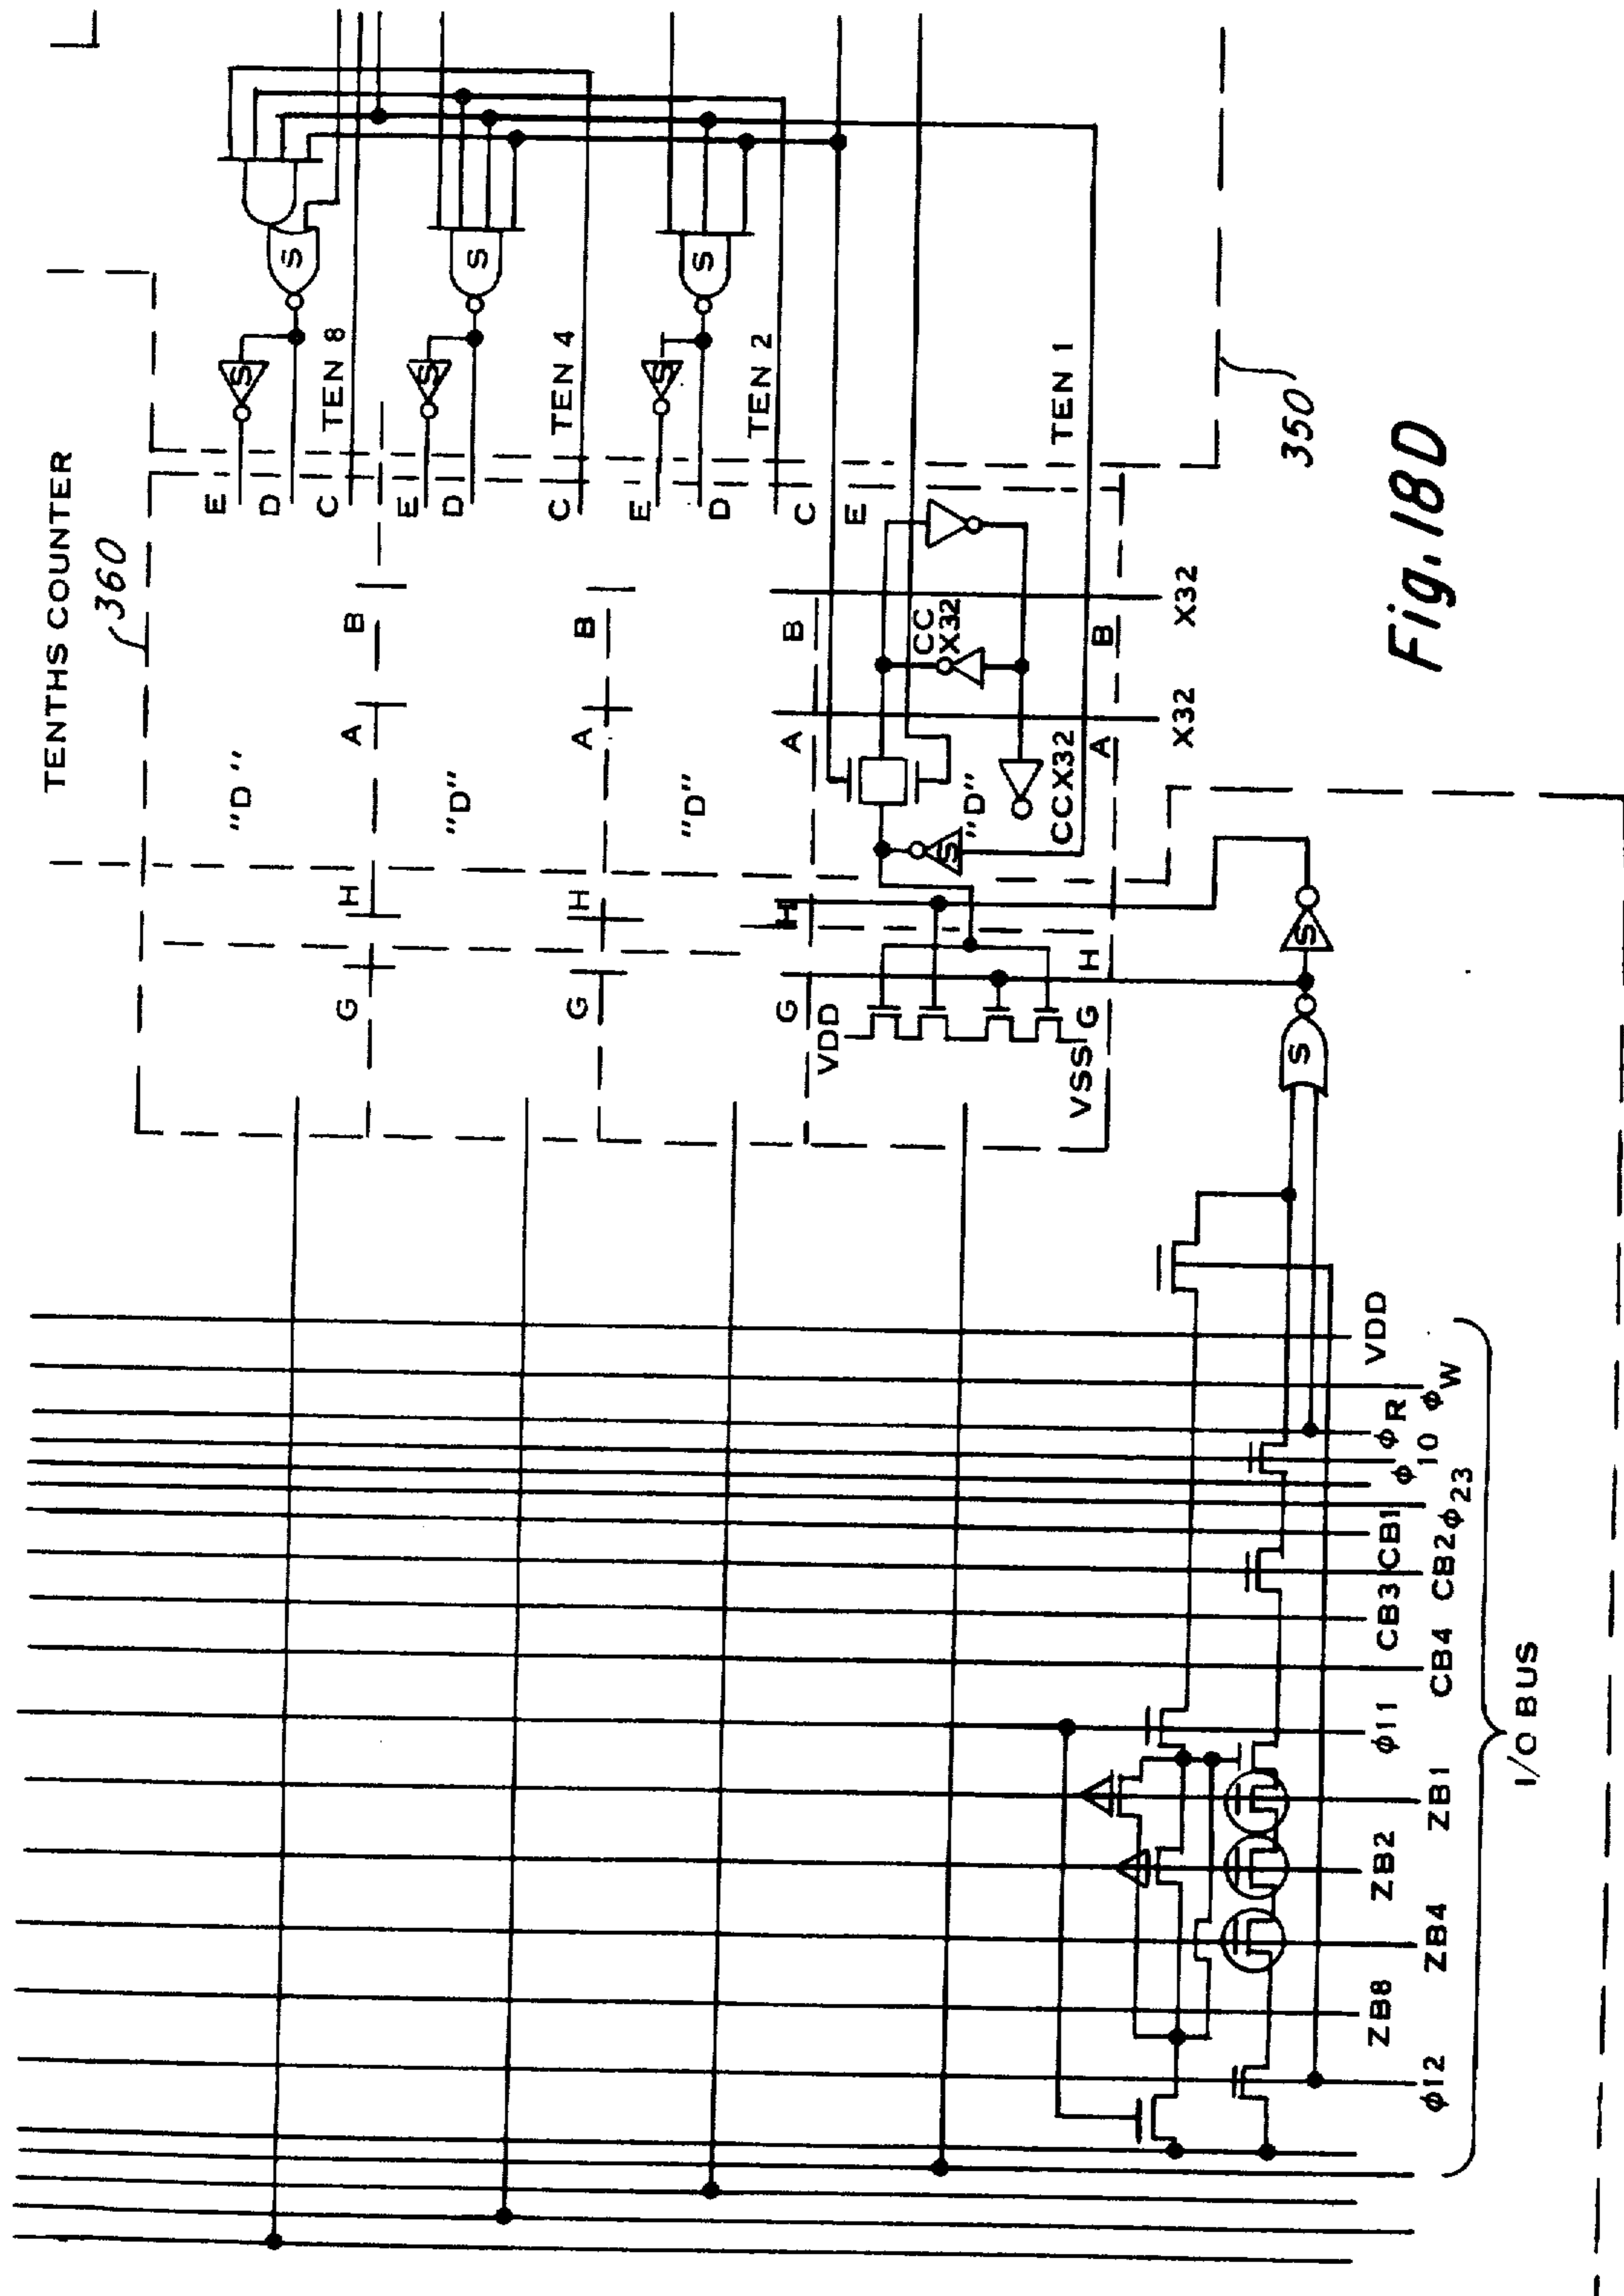 TENTHS COUNTER
360
E
D
C
TEN 8
S
S
"D"
A
B
H
G
E
D
C
TEN 4
S
S
"D"
A
B
H
G
E
D
C
TEN 2
S
S
"D"
A
B
H
G
VDD
E
CC
X32
TEN 1
S
"D"
CCX32
A
B
H
G
VSS
X32
X32
S
S
350
VDD
φW
φR
φ10
φ23
CB1
CB2
CB3
CB4
φ11
ZB1
ZB2
ZB4
ZB8
φ12
I/O BUS
Fig. 18D